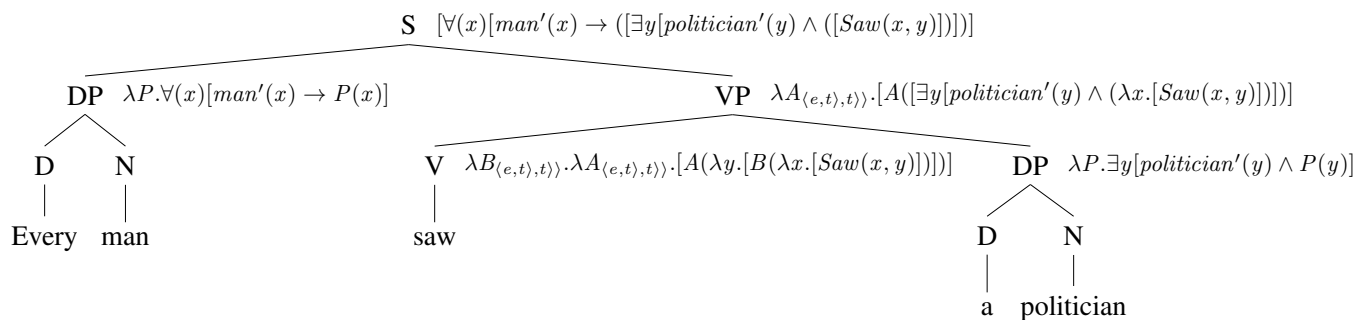 S [∀(x)[man′(x) → ([∃y[politician′(y) ∧ ([Saw(x, y)])])]
DP λP.∀(x)[man′(x) → P(x)] VP λA⟨e,t⟩,t⟩⟩.[A([∃y[politician′(y) ∧ (λx.[Saw(x, y)])])]
D N V λB⟨e,t⟩,t⟩⟩.λA⟨e,t⟩,t⟩⟩.[A(λy.[B(λx.[Saw(x, y)])])] DP λP.∃y[politician′(y) ∧ P(y)]
Every man saw D N
a politician